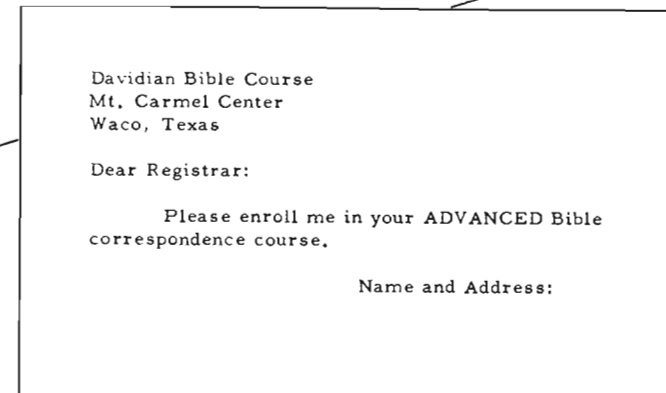 Davidian Bible Course
Mt. Carmel Center
Waco, Texas
Dear Registrar:
Please enroll me in your ADVANCED Bible
correspondence course.
Name and Address: